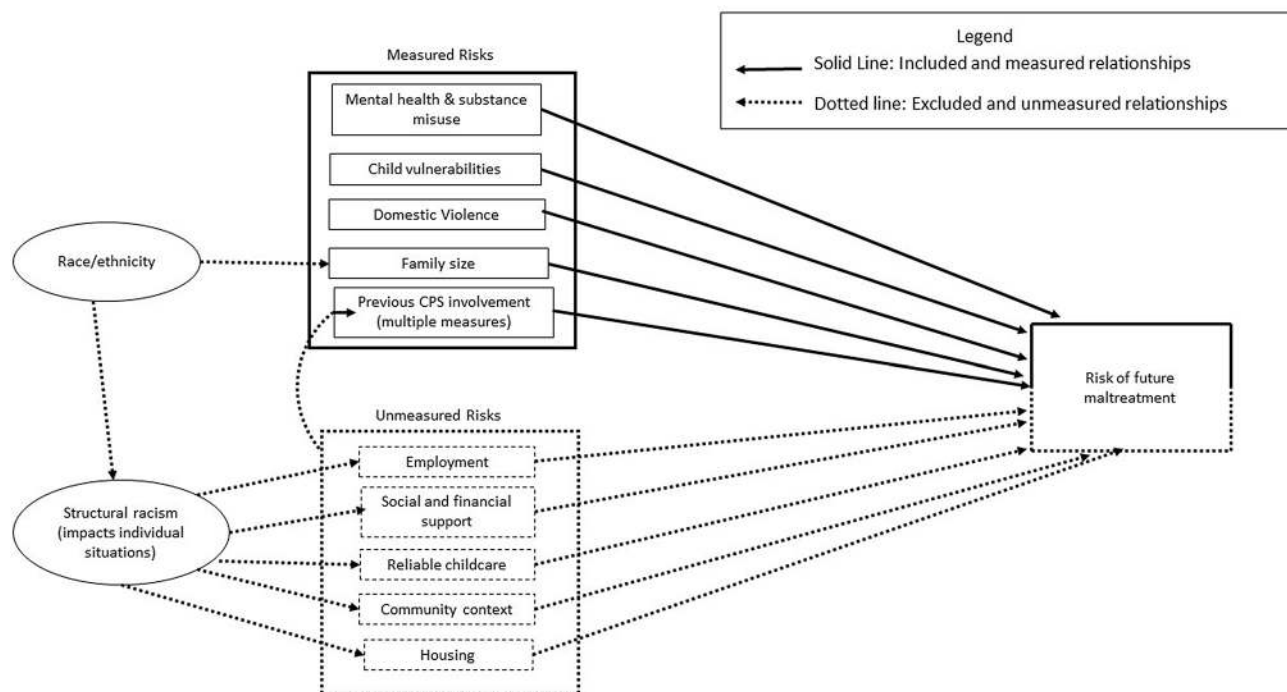 Legend
Solid Line: Included and measured relationships
Dotted line: Excluded and unmeasured relationships
Measured Risks
Mental health & substance
misuse
Child vulnerabilities
Domestic Violence
Race/ethnicity
Family size
Previous CPS involvement
(multiple measures)
Risk of future
maltreatment
Unmeasured Risks
Employment
Structural racism
(impacts individual
situations)
Social and financial
support
Reliable childcare
Community context
Housing